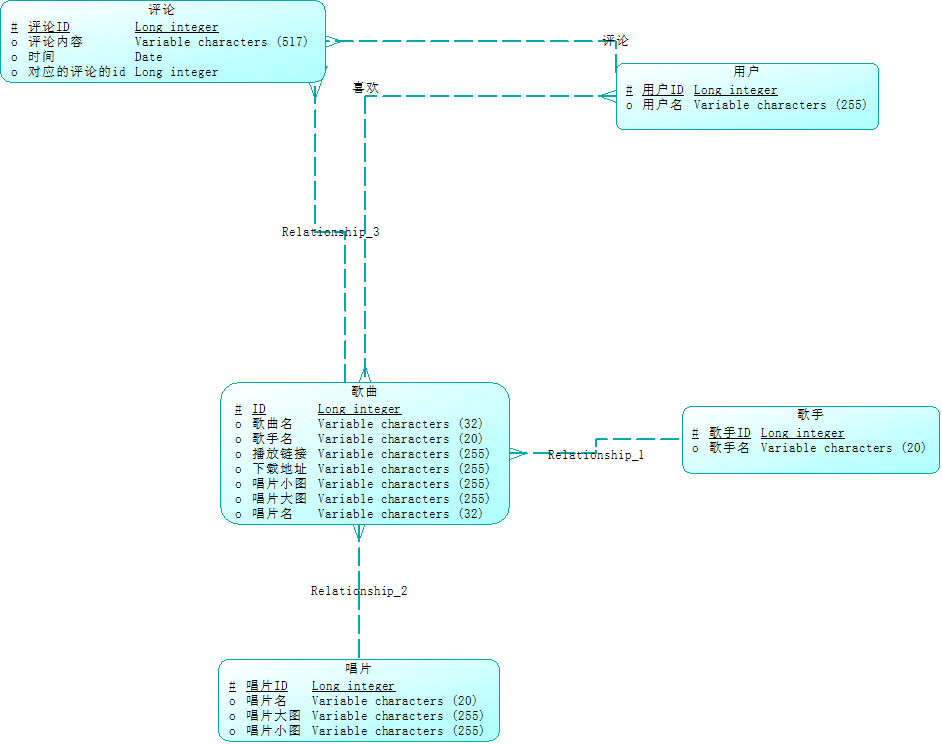 评论
# 评论ID Long integer
o 评论内容 Variable characters (517)
o 时间 Date
o 对应的评论的id Long integer
评论
用户
# 用户ID Long integer
o 用户名 Variable characters (255)
喜欢
Relationship_3
歌曲
# ID Long integer
o 歌曲名 Variable characters (32)
o 歌手名 Variable characters (20)
o 播放链接 Variable characters (255)
o 下载地址 Variable characters (255)
o 唱片小图 Variable characters (255)
o 唱片大图 Variable characters (255)
o 唱片名 Variable characters (32)
歌手
# 歌手ID Long integer
o 歌手名 Variable characters (20)
Relationship_1
Relationship_2
唱片
# 唱片ID Long integer
o 唱片名 Variable characters (20)
o 唱片大图 Variable characters (255)
o 唱片小图 Variable characters (255)